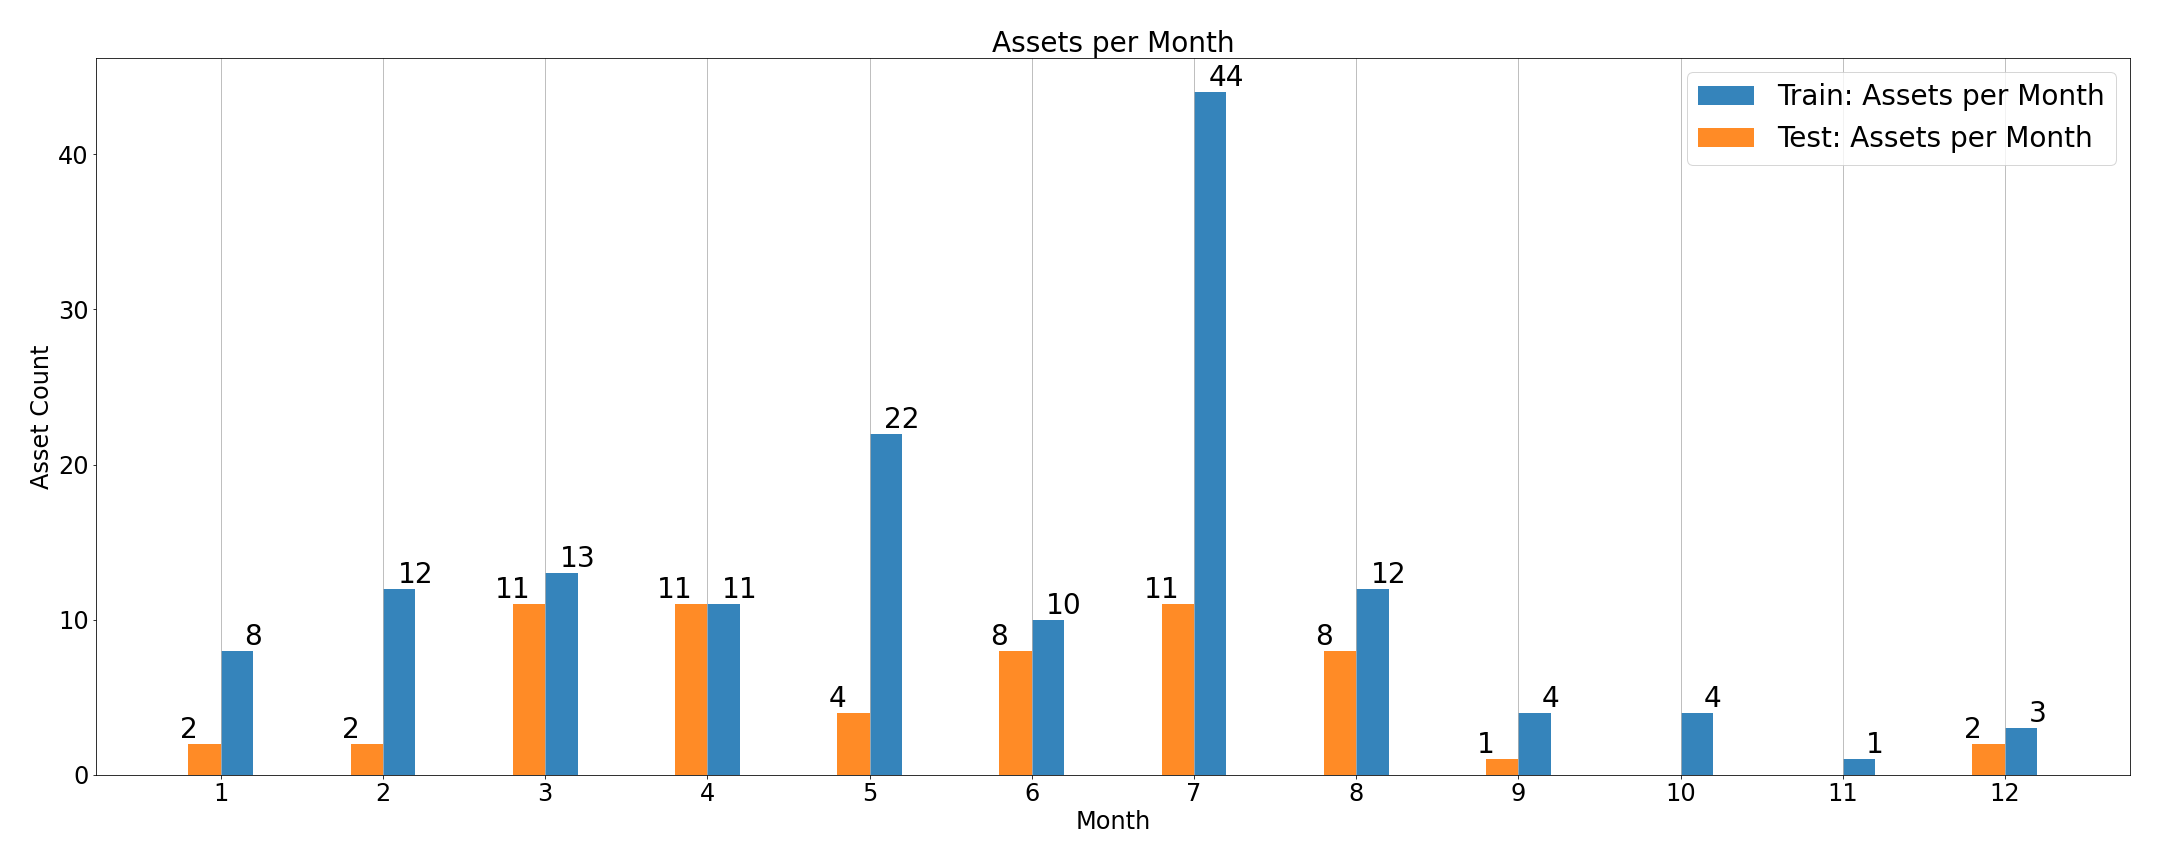 Assets per Month
Train: Assets per Month
Test: Assets per Month
Asset Count
40
30
20
10
0
2 8
2 12
11 13
11 11
4 22
8 10
11 44
8 12
1 4
4
1
2 3
1 2 3 4 5 6 7 8 9 10 11 12
Month